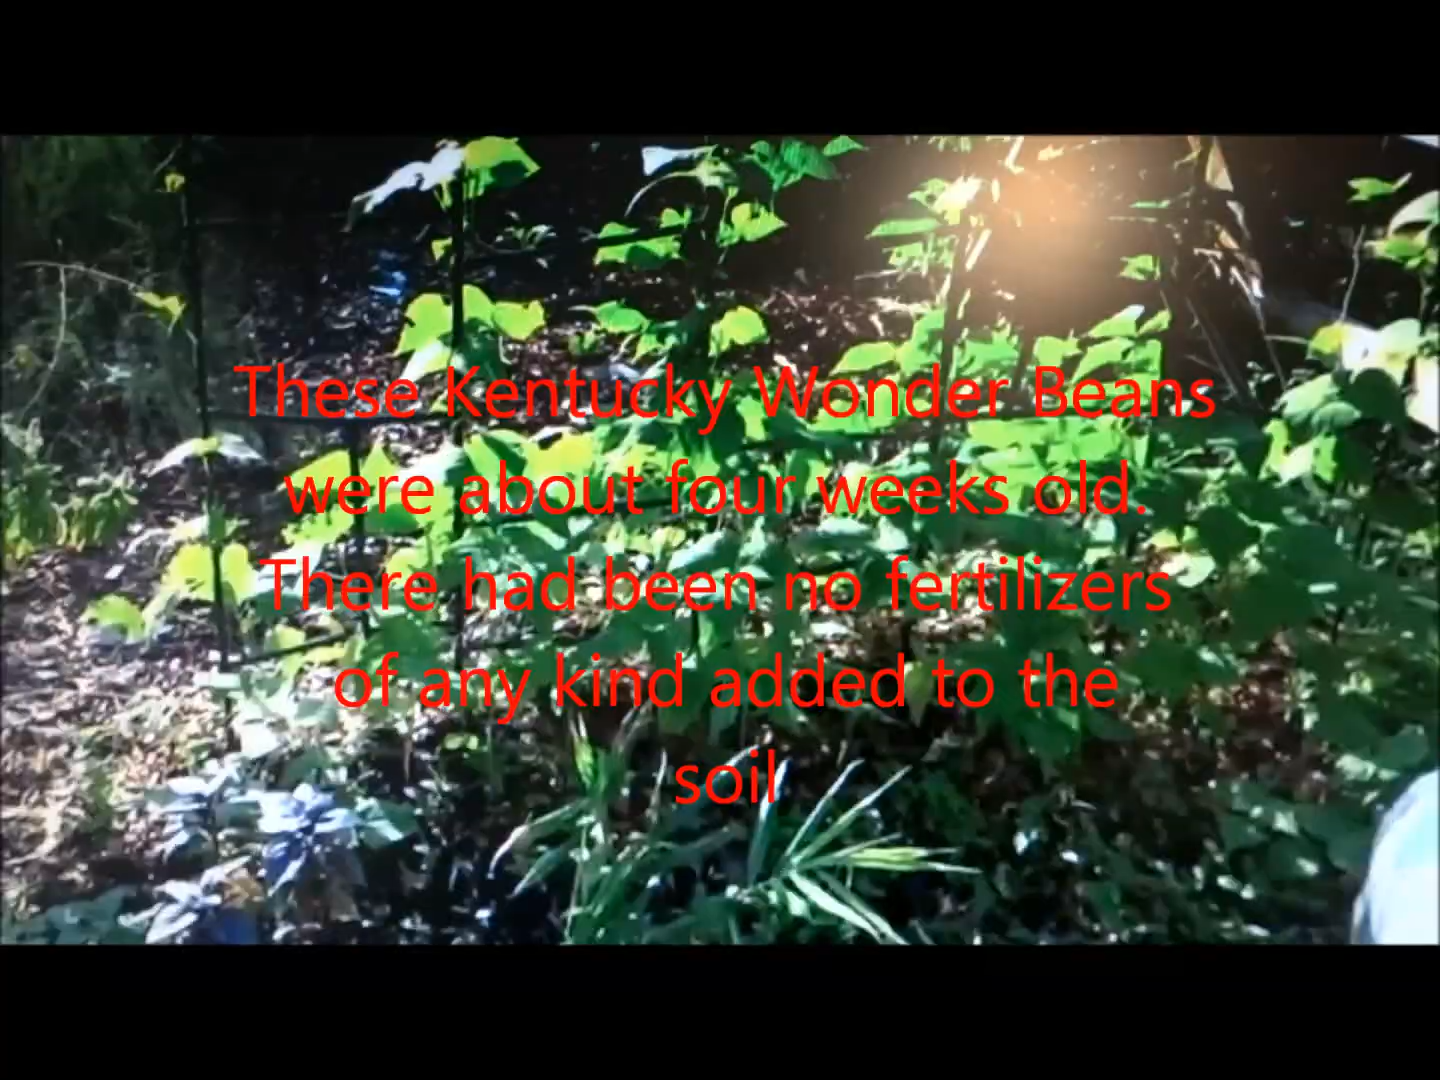 These Kentucky Wonder Beans
were about four weeks old.
There had been no fertilizers
of any kind added to the
soil